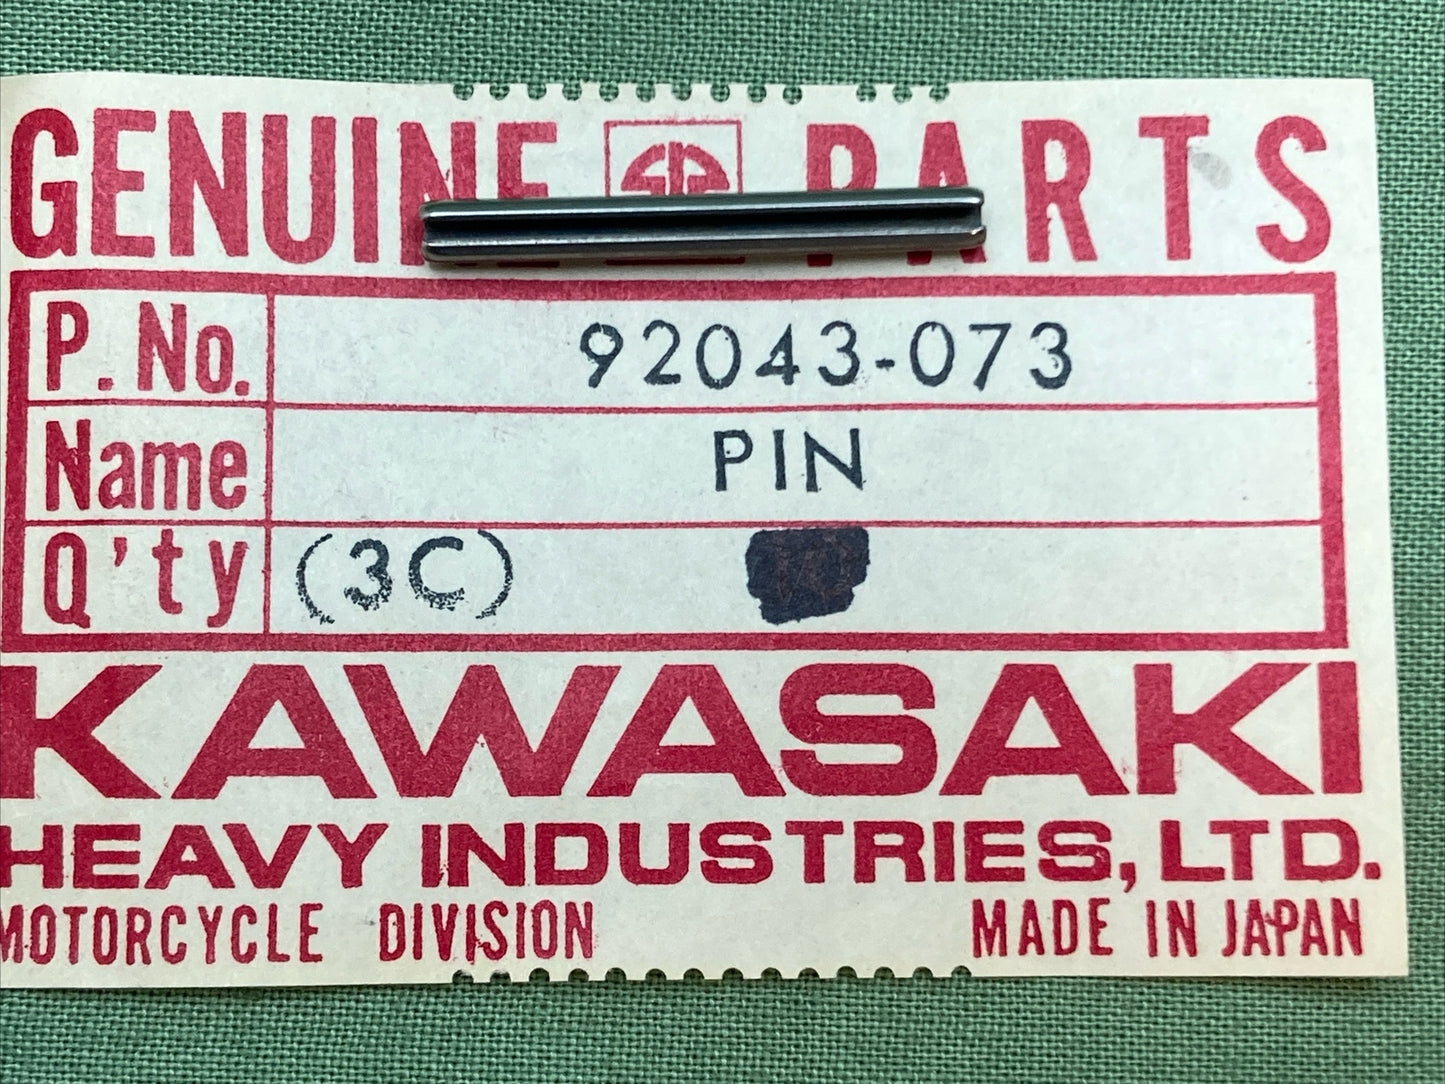 GENUINE PARTS
P. No. 92043-073
Name PIN
Q'ty (3C)
KAWASAKI
HEAVY INDUSTRIES, LTD.
MOTORCYCLE DIVISION MADE IN JAPAN